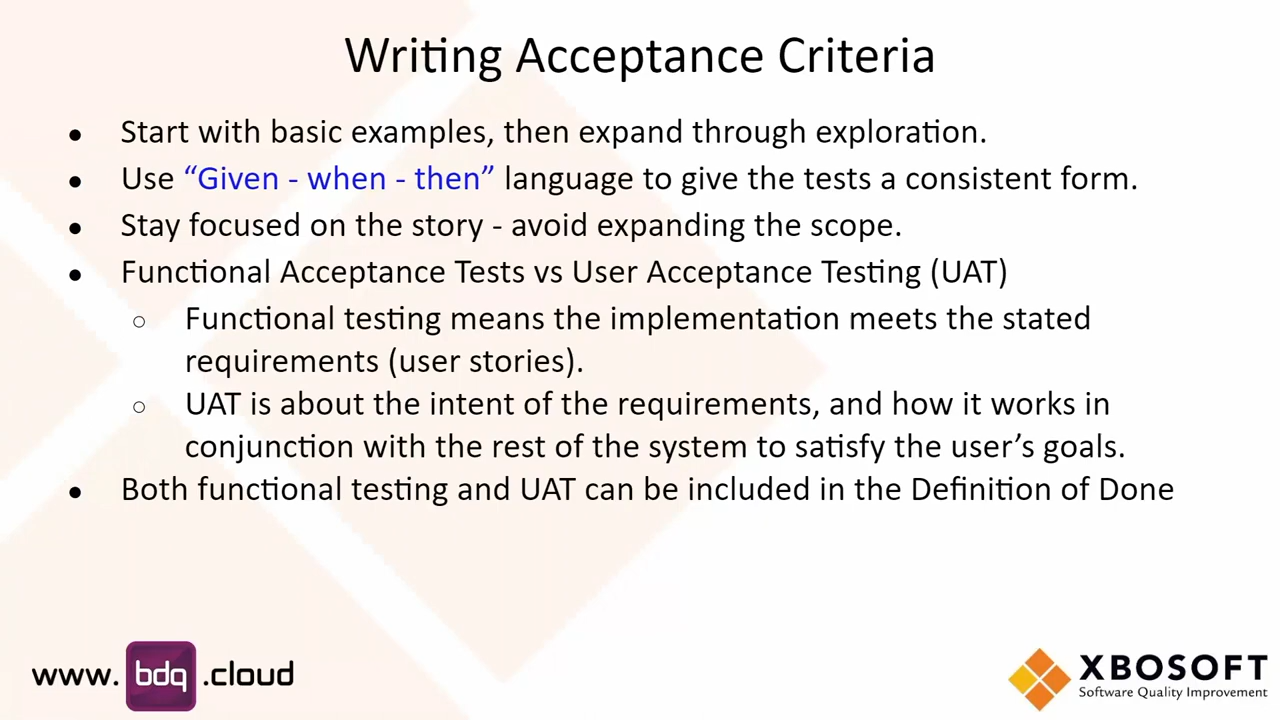 Writing Acceptance Criteria
● Start with basic examples, then expand through exploration.
● Use “Given - when - then” language to give the tests a consistent form.
● Stay focused on the story - avoid expanding the scope.
● Functional Acceptance Tests vs User Acceptance Testing (UAT)
○ Functional testing means the implementation meets the stated
requirements (user stories).
○ UAT is about the intent of the requirements, and how it works in
conjunction with the rest of the system to satisfy the user’s goals.
● Both functional testing and UAT can be included in the Definition of Done
www.bdq.cloud
XBOSOFT
Software Quality Improvement